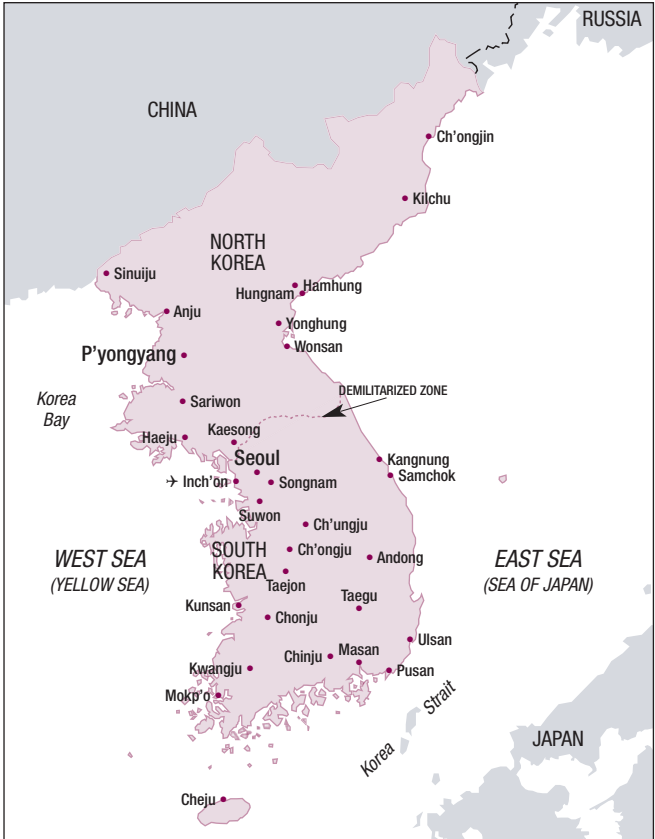 RUSSIA
CHINA
Ch'ongjin
Kilchu
NORTH
KOREA
Sinuiju
Hamhung
Hungnam
Anju
Yonghung
Wonsan
P'yongyang
DEMILITARIZED ZONE
Korea
Bay
Sariwon
Kaesong
Haeju
Seoul
Kangnung
Samchok
Inch'on
Songnam
Suwon
Ch'ungju
WEST SEA
(YELLOW SEA)
SOUTH
KOREA
Ch'ongju
Andong
EAST SEA
(SEA OF JAPAN)
Taejon
Kunsan
Taegu
Chonju
Ulsan
Chinju
Masan
Kwangju
Pusan
Mokp'o
Korea Strait
JAPAN
Cheju